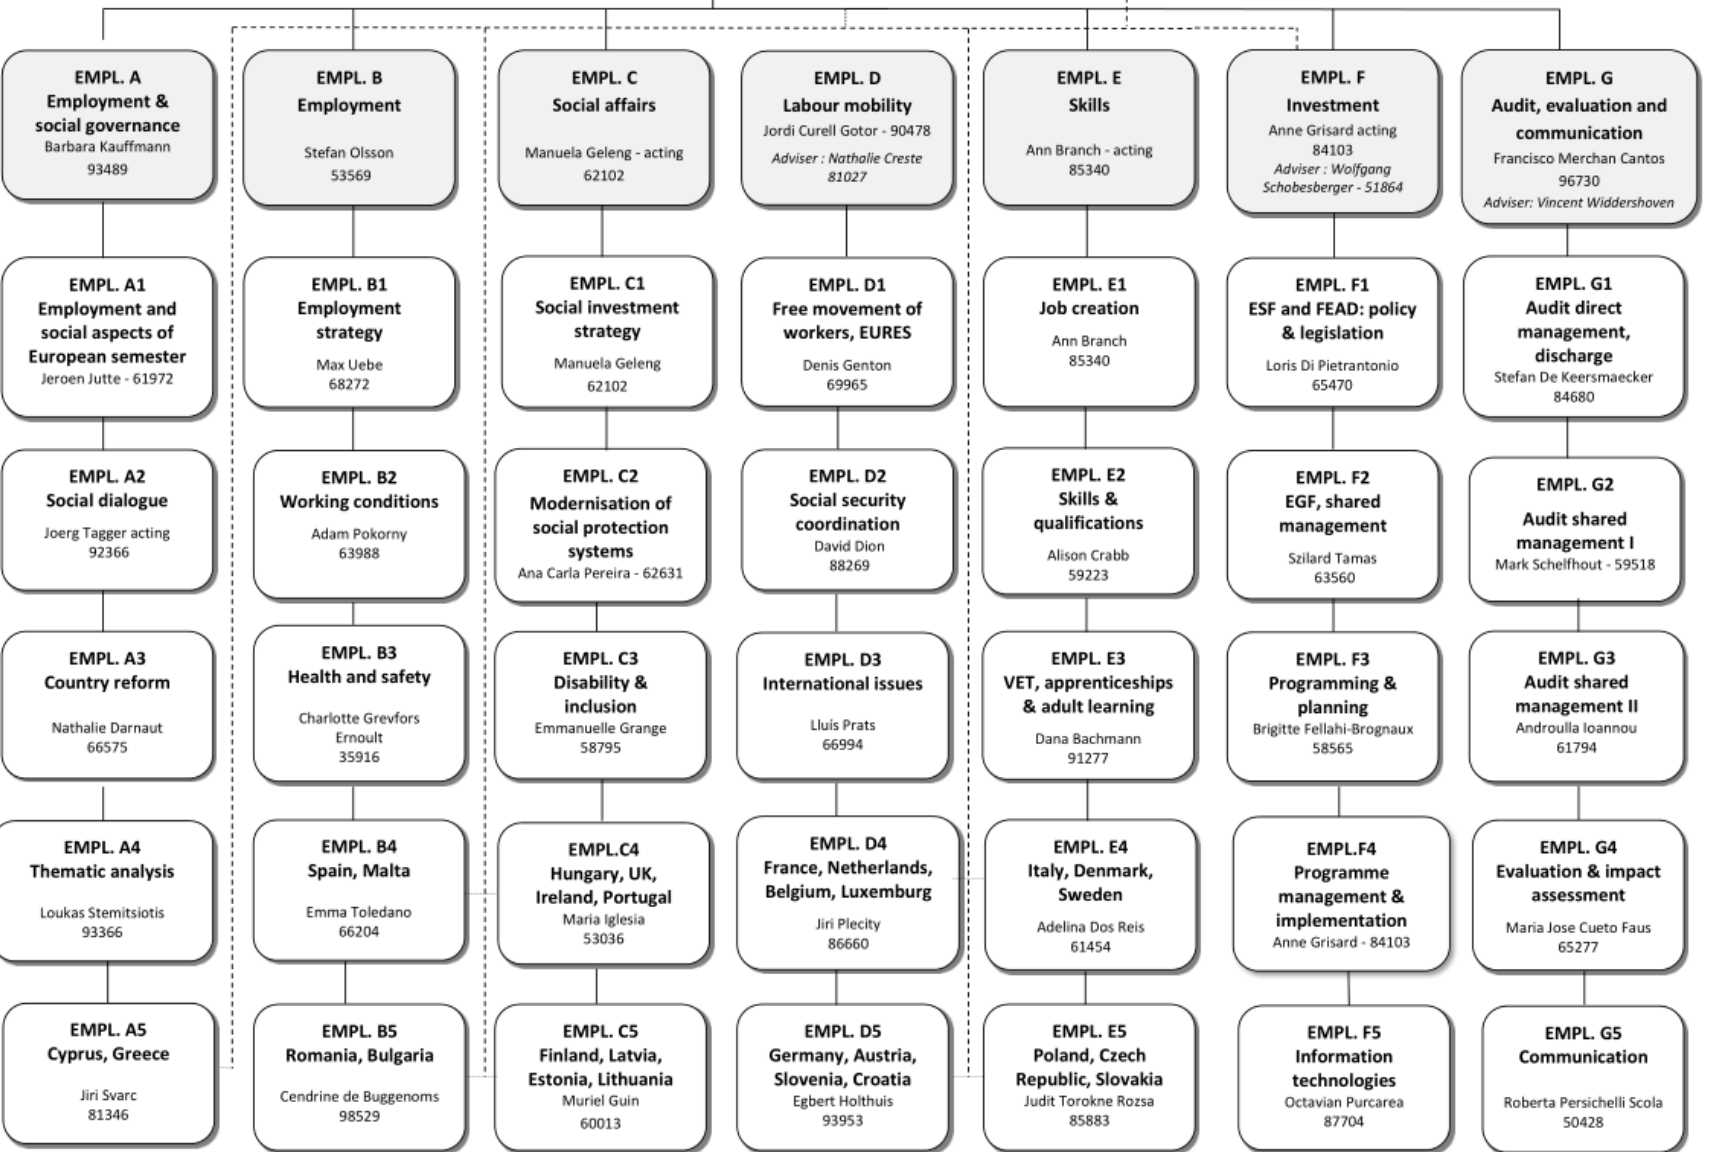 EMPL. A
Employment &
social governance
Barbara Kauffmann
93489
EMPL. B
Employment
Stefan Olsson
53569
EMPL. C
Social affairs
Manuela Geleng - acting
62102
EMPL. D
Labour mobility
Jordi Curell Gotor - 90478
Adviser : Nathalie Creste
81027
EMPL. E
Skills
Ann Branch - acting
85340
EMPL. F
Investment
Anne Grisard acting
84103
Adviser : Wolfgang
Schobesberger - 51864
EMPL. G
Audit, evaluation and
communication
Francisco Merchan Cantos
96730
Adviser: Vincent Widdershoven
EMPL. A1
Employment and
social aspects of
European semester
Jeroen Jutte - 61972
EMPL. B1
Employment
strategy
Max Uebe
68272
EMPL. C1
Social investment
strategy
Manuela Geleng
62102
EMPL. D1
Free movement of
workers, EURES
Denis Genton
69965
EMPL. E1
Job creation
Ann Branch
85340
EMPL. F1
ESF and FEAD: policy
& legislation
Loris Di Pietrantonio
65470
EMPL. G1
Audit direct
management,
discharge
Stefan De Keersmaecker
84680
EMPL. A2
Social dialogue
Joerg Tagger acting
92366
EMPL. B2
Working conditions
Adam Pokorny
63988
EMPL. C2
Modernisation of
social protection
systems
Ana Carla Pereira - 62631
EMPL. D2
Social security
coordination
David Dion
88269
EMPL. E2
Skills &
qualifications
Alison Crabb
59223
EMPL. F2
EGF, shared
management
Szilard Tamas
63560
EMPL. G2
Audit shared
management I
Mark Schelfhout - 59518
EMPL. A3
Country reform
Nathalie Darnaut
66575
EMPL. B3
Health and safety
Charlotte Grevfors
Ernoult
35916
EMPL. C3
Disability &
inclusion
Emmanuelle Grange
58795
EMPL. D3
International issues
Lluís Prats
66994
EMPL. E3
VET, apprenticeships
& adult learning
Dana Bachmann
91277
EMPL. F3
Programming &
planning
Brigitte Fellahi-Brognaux
58565
EMPL. G3
Audit shared
management II
Androulla Ioannou
61794
EMPL. A4
Thematic analysis
Loukas Stemitsiotis
93366
EMPL. B4
Spain, Malta
Emma Toledano
66204
EMPL.C4
Hungary, UK,
Ireland, Portugal
Maria Iglesia
53036
EMPL. D4
France, Netherlands,
Belgium, Luxemburg
Jiri Plecity
86660
EMPL. E4
Italy, Denmark,
Sweden
Adelina Dos Reis
61454
EMPL.F4
Programme
management &
implementation
Anne Grisard - 84103
EMPL. G4
Evaluation & impact
assessment
Maria Jose Cueto Faus
65277
EMPL. A5
Cyprus, Greece
Jiri Svarc
81346
EMPL. B5
Romania, Bulgaria
Cendrine de Buggenoms
98529
EMPL. C5
Finland, Latvia,
Estonia, Lithuania
Muriel Guin
60013
EMPL. D5
Germany, Austria,
Slovenia, Croatia
Egbert Holthuis
93953
EMPL. E5
Poland, Czech
Republic, Slovakia
Judit Torokne Rozsa
85883
EMPL. F5
Information
technologies
Octavian Purcarea
87704
EMPL. G5
Communication
Roberta Persichelli Scola
50428